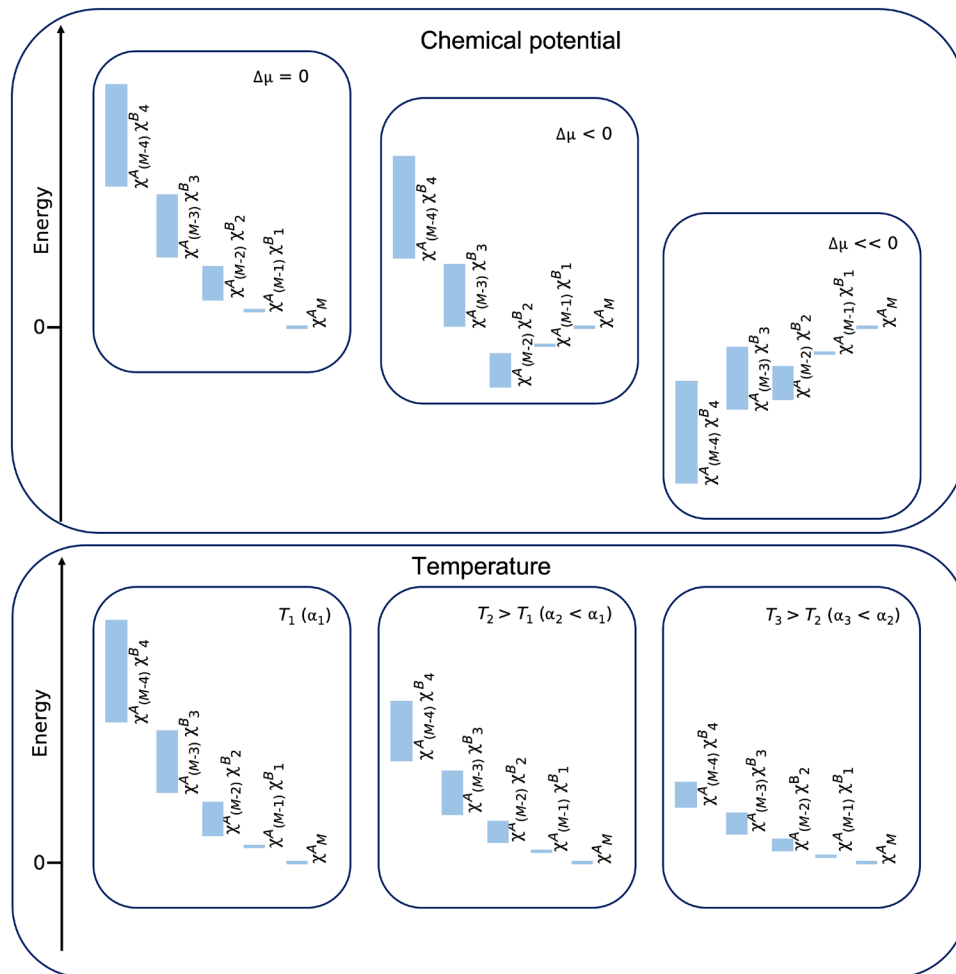 Chemical potential
Energy
0
Δμ = 0
χᴬ₍M₋₄₎ χᴮ₄
χᴬ₍M₋₃₎ χᴮ₃
χᴬ₍M₋₂₎ χᴮ₂
χᴬ₍M₋₁₎ χᴮ₁
χᴬM
Δμ < 0
χᴬ₍M₋₄₎ χᴮ₄
χᴬ₍M₋₃₎ χᴮ₃
χᴬ₍M₋₂₎ χᴮ₂
χᴬ₍M₋₁₎ χᴮ₁
χᴬM
Δμ << 0
χᴬ₍M₋₄₎ χᴮ₄
χᴬ₍M₋₃₎ χᴮ₃
χᴬ₍M₋₂₎ χᴮ₂
χᴬ₍M₋₁₎ χᴮ₁
χᴬM
Temperature
Energy
0
T₁ (α₁)
χᴬ₍M₋₄₎ χᴮ₄
χᴬ₍M₋₃₎ χᴮ₃
χᴬ₍M₋₂₎ χᴮ₂
χᴬ₍M₋₁₎ χᴮ₁
χᴬM
T₂ > T₁ (α₂ < α₁)
χᴬ₍M₋₄₎ χᴮ₄
χᴬ₍M₋₃₎ χᴮ₃
χᴬ₍M₋₂₎ χᴮ₂
χᴬ₍M₋₁₎ χᴮ₁
χᴬM
T₃ > T₂ (α₃ < α₂)
χᴬ₍M₋₄₎ χᴮ₄
χᴬ₍M₋₃₎ χᴮ₃
χᴬ₍M₋₂₎ χᴮ₂
χᴬ₍M₋₁₎ χᴮ₁
χᴬM